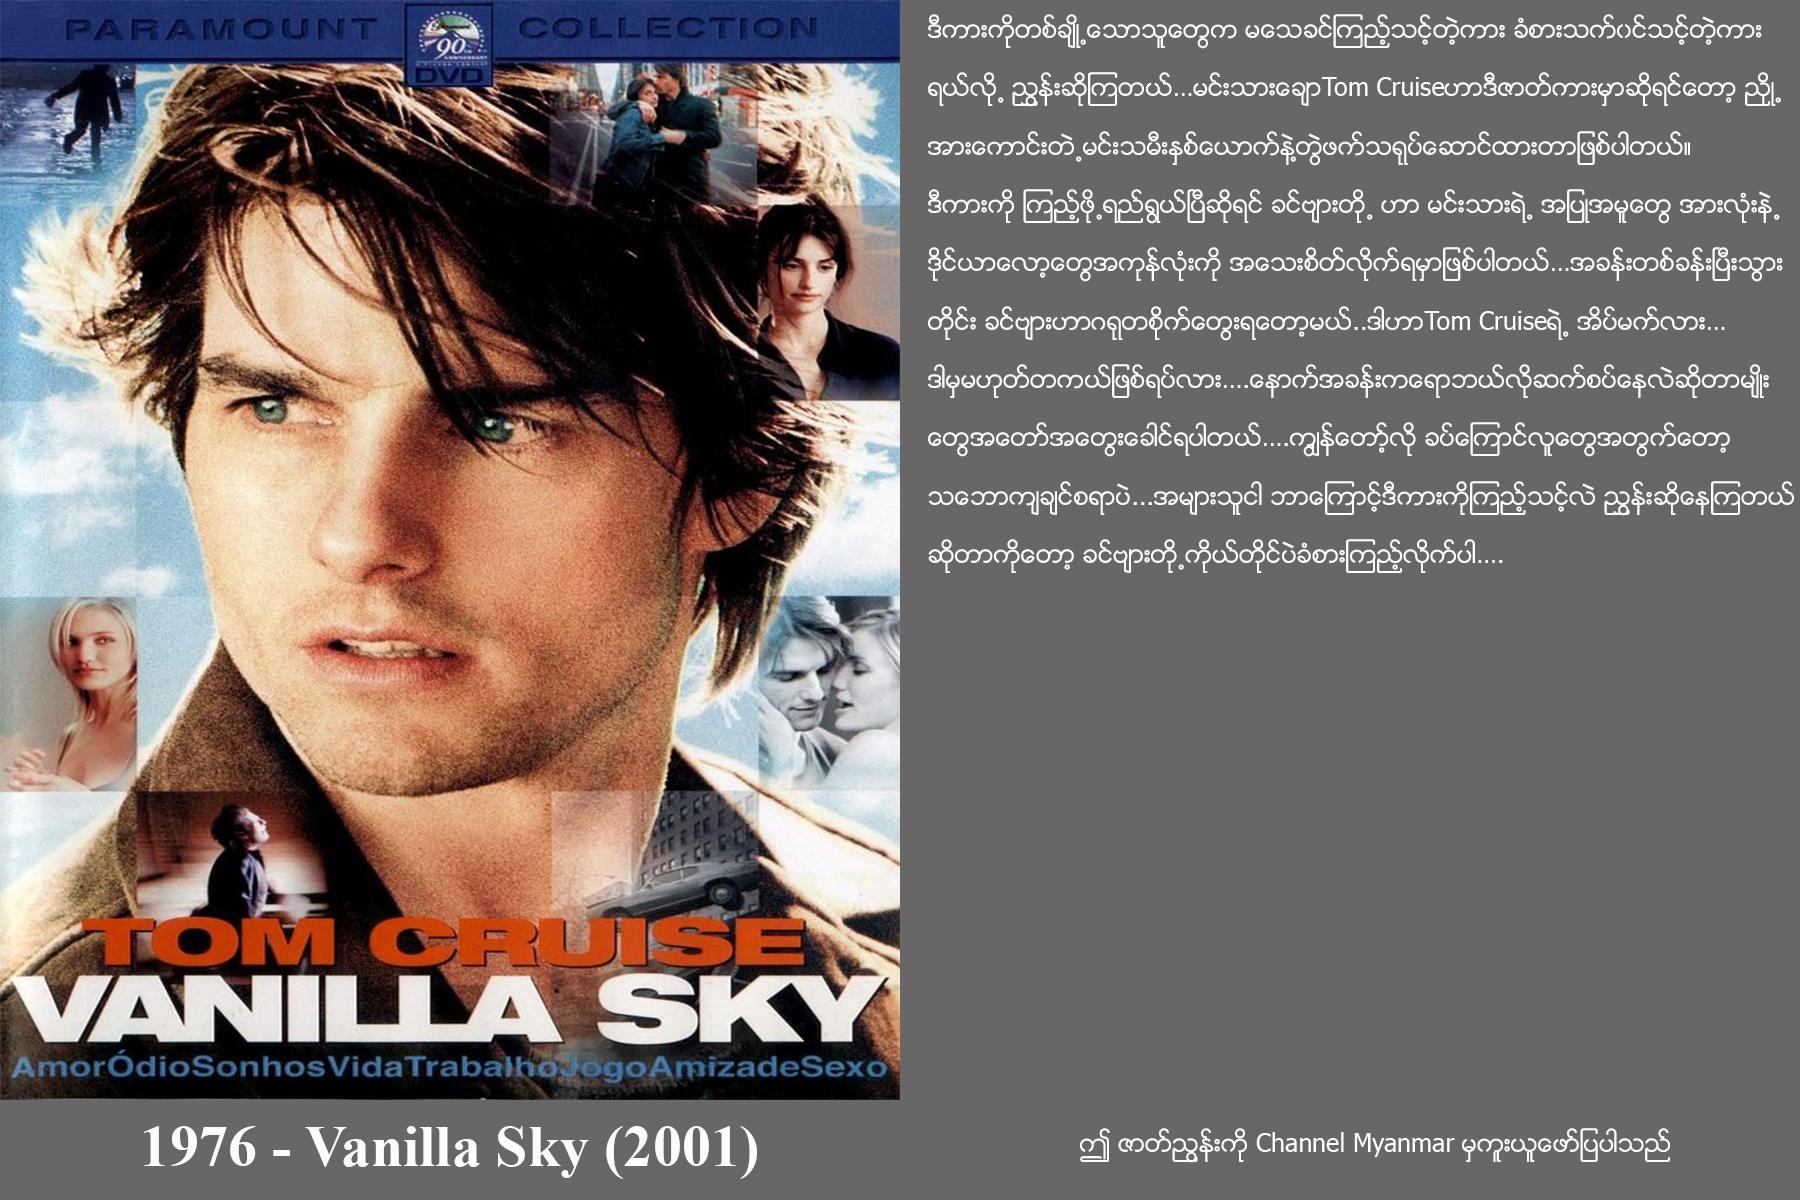 PARAMOUNT COLLECTION
90TH
ANNIVERSARY
DVD
TOM CRUISE
VANILLA SKY
AmorÓdioSonhosVidaTrabalhoJogoAmizadeSexo
1976 - Vanilla Sky (2001)
ဒီကားကိုတစ်ချို့သောသူတွေက မသေခင်ကြည့်သင့်တဲ့ကား ခံစားသက်ဝင်သင့်တဲ့ကား
ရယ်လို့ ညွှန်းဆိုကြတယ်...မင်းသားချောTom Cruiseဟာဒီဇာတ်ကားမှာဆိုရင်တော့ ညှို့
အားကောင်းတဲ့မင်းသမီးနှစ်ယောက်နဲ့တွဲဖက်သရုပ်ဆောင်ထားတာဖြစ်ပါတယ်။
ဒီကားကို ကြည့်ဖို့ရည်ရွယ်ပြီဆိုရင် ခင်ဗျားတို့ ဟာ မင်းသားရဲ့ အပြုအမူတွေ အားလုံးနဲ့
ဒိုင်ယာလော့တွေအကုန်လုံးကို အသေးစိတ်လိုက်ရမှာဖြစ်ပါတယ်...အခန်းတစ်ခန်းပြီးသွား
တိုင်း ခင်ဗျားဟာဂရုတစိုက်တွေးရတော့မယ်..ဒါဟာTom Cruiseရဲ့ အိပ်မက်လား...
ဒါမှမဟုတ်တကယ်ဖြစ်ရပ်လား....နောက်အခန်းကရောဘယ်လိုဆက်စပ်နေလဲဆိုတာမျိုး
တွေအတော်အတွေးခေါင်ရပါတယ်....ကျွန်တော့်လို ခပ်ကြောင်လူတွေအတွက်တော့
သဘောကျချင်စရာပဲ...အများသူငါ ဘာကြောင့်ဒီကားကိုကြည့်သင့်လဲ ညွှန်းဆိုနေကြတယ်
ဆိုတာကိုတော့ ခင်ဗျားတို့ကိုယ်တိုင်ပဲခံစားကြည့်လိုက်ပါ....
ဤ ဇာတ်ညွှန်းကို Channel Myanmar မှကူးယူဖော်ပြပါသည်